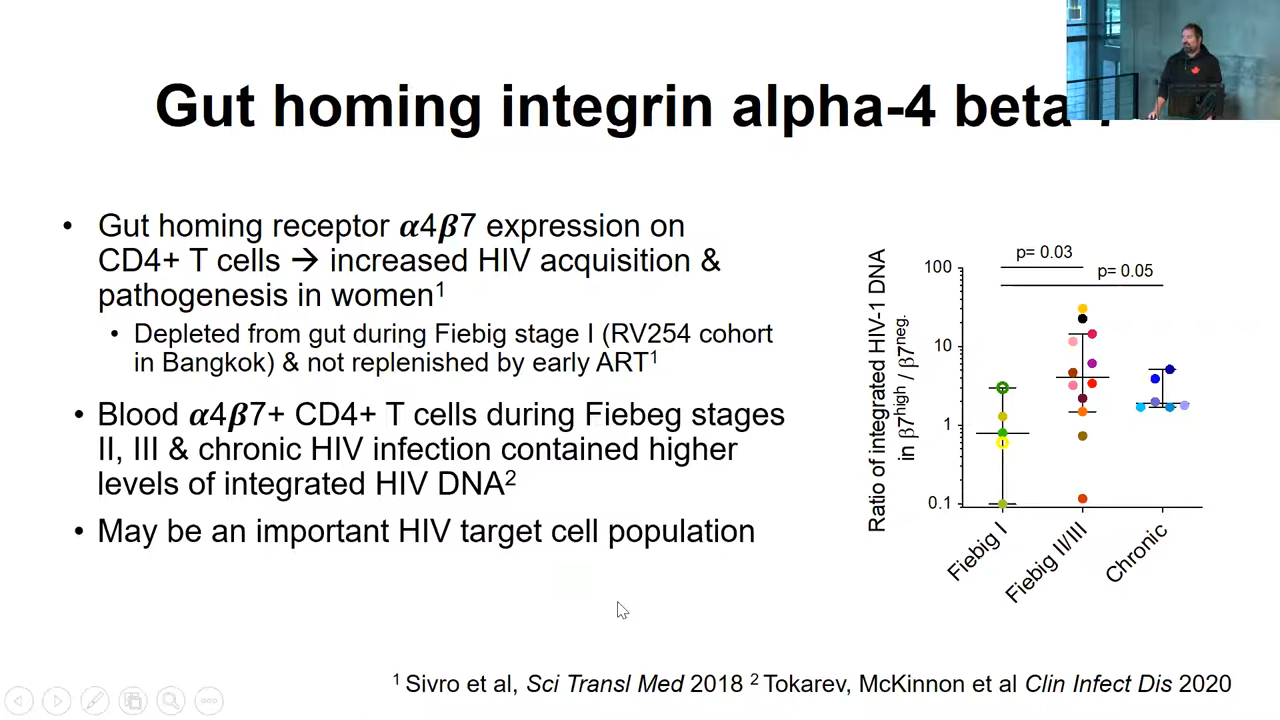 Gut homing integrin alpha-4 beta-
• Gut homing receptor α4β7 expression on
CD4+ T cells → increased HIV acquisition &
pathogenesis in women¹
• Depleted from gut during Fiebig stage I (RV254 cohort
in Bangkok) & not replenished by early ART¹
• Blood α4β7+ CD4+ T cells during Fiebeg stages
II, III & chronic HIV infection contained higher
levels of integrated HIV DNA²
• May be an important HIV target cell population
Ratio of integrated HIV-1 DNA
in β7high / β7neg.
p= 0.03
p= 0.05
100
10
1
0.1
Fiebig I
Fiebig II/III
Chronic
¹ Sivro et al, Sci Transl Med 2018 ² Tokarev, McKinnon et al Clin Infect Dis 2020